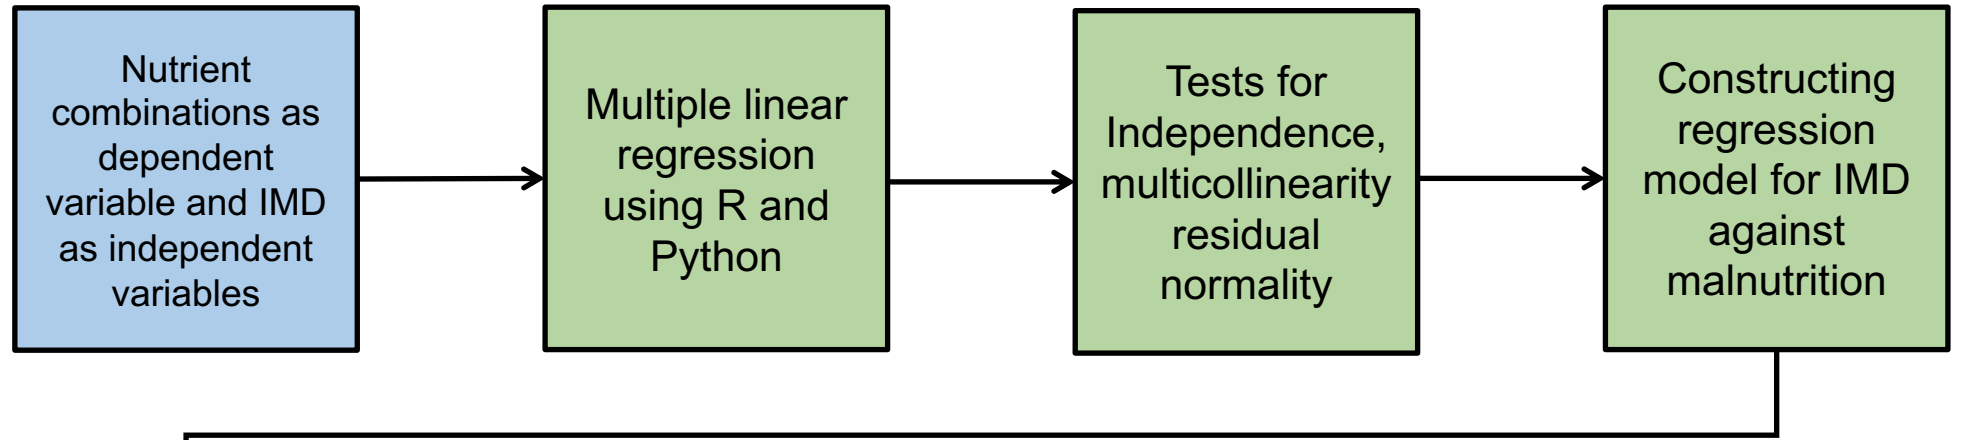 Nutrient
combinations as
dependent
variable and IMD
as independent
variables
Multiple linear
regression
using R and
Python
Tests for
Independence,
multicollinearity
residual
normality
Constructing
regression
model for IMD
against
malnutrition